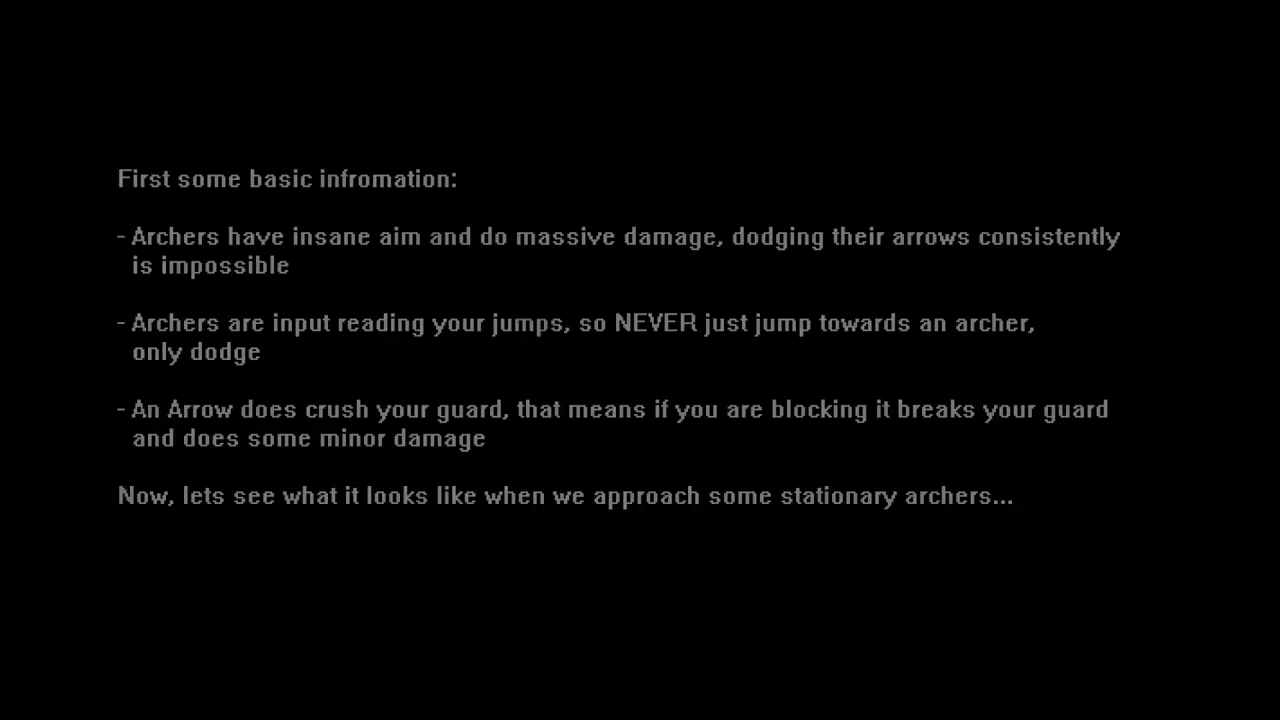 First some basic infromation:
- Archers have insane aim and do massive damage, dodging their arrows consistently
is impossible
- Archers are input reading your jumps, so NEVER just jump towards an archer,
only dodge
- An Arrow does crush your guard, that means if you are blocking it breaks your guard
and does some minor damage
Now, lets see what it looks like when we approach some stationary archers...